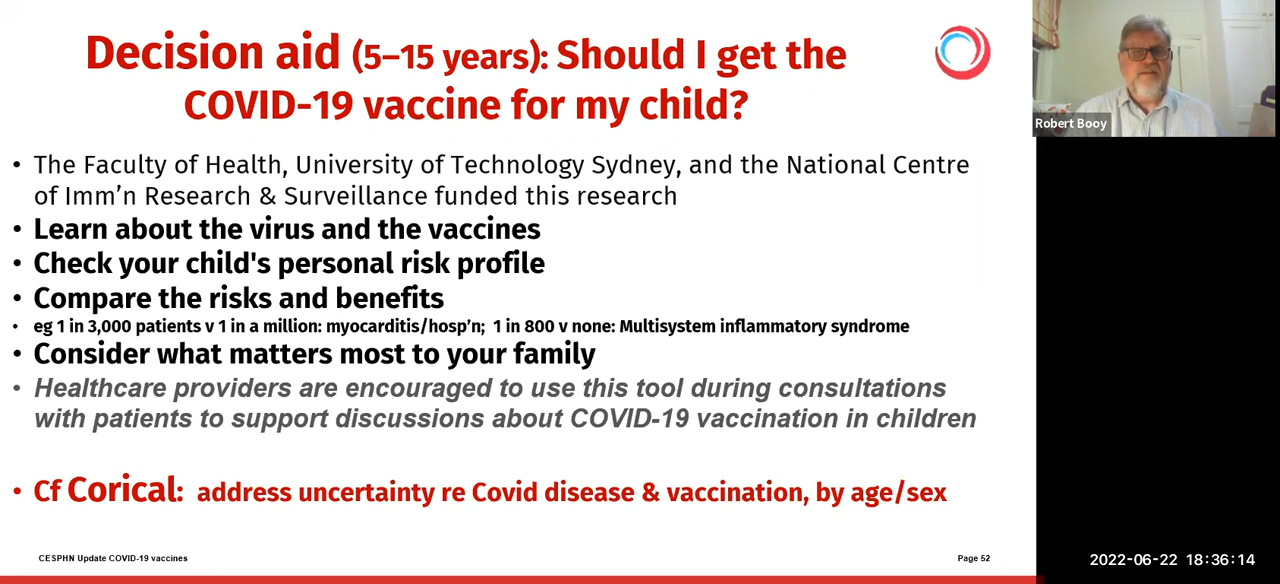 Decision aid (5–15 years): Should I get the
COVID-19 vaccine for my child?
• The Faculty of Health, University of Technology Sydney, and the National Centre
of Imm’n Research & Surveillance funded this research
• Learn about the virus and the vaccines
• Check your child's personal risk profile
• Compare the risks and benefits
• eg 1 in 3,000 patients v 1 in a million: myocarditis/hosp’n; 1 in 800 v none: Multisystem inflammatory syndrome
• Consider what matters most to your family
• Healthcare providers are encouraged to use this tool during consultations
with patients to support discussions about COVID-19 vaccination in children
• Cf Corical: address uncertainty re Covid disease & vaccination, by age/sex
CESPHN Update COVID-19 vaccines
Page 52
Robert Booy
2022-06-22 18:36:14